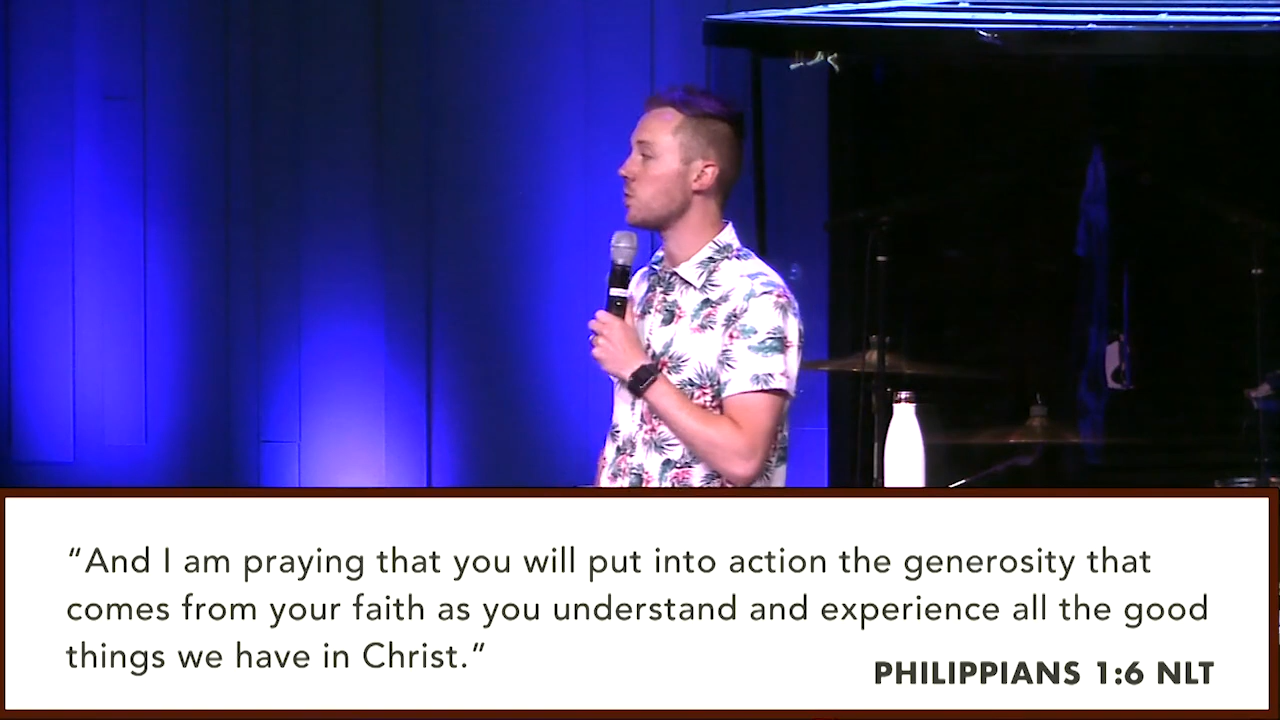 “And I am praying that you will put into action the generosity that
comes from your faith as you understand and experience all the good
things we have in Christ.”
PHILIPPIANS 1:6 NLT